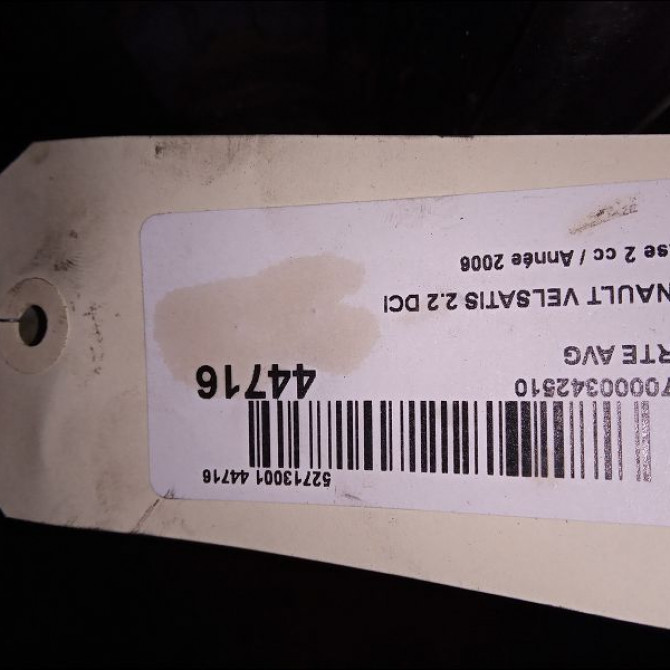 52713001 44716
70000342510 44716
RTE AVG
NAULT VELSATIS 2.2 DCI
se 2 cc / Année 2006